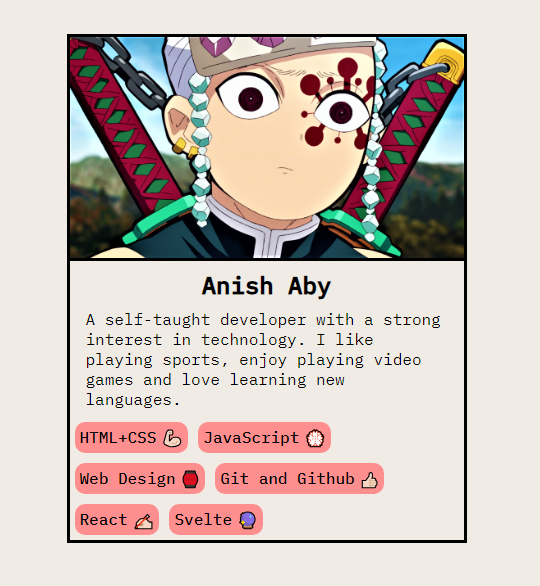 Anish Aby
A self-taught developer with a strong
interest in technology. I like
playing sports, enjoy playing video
games and love learning new
languages.
HTML+CSS 💪🏻 JavaScript 🪩
Web Design 🏮 Git and Github 👍🏻
React ✍🏻 Svelte 🔮